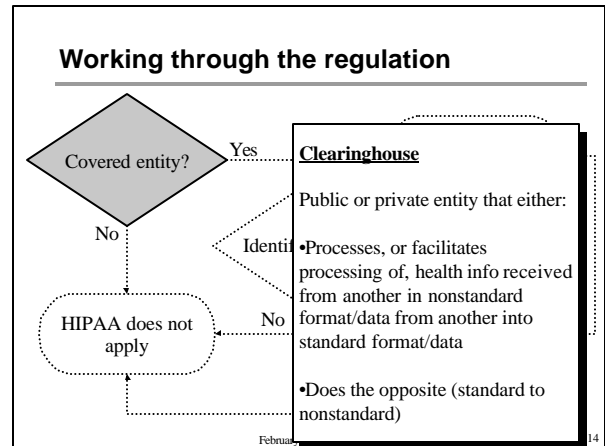 Working through the regulation
Covered entity?
Yes
No
Identif
No
HIPAA does not
apply
Clearinghouse
Public or private entity that either:
•Processes, or facilitates
processing of, health info received
from another in nonstandard
format/data from another into
standard format/data
•Does the opposite (standard to
nonstandard)
Februar
14